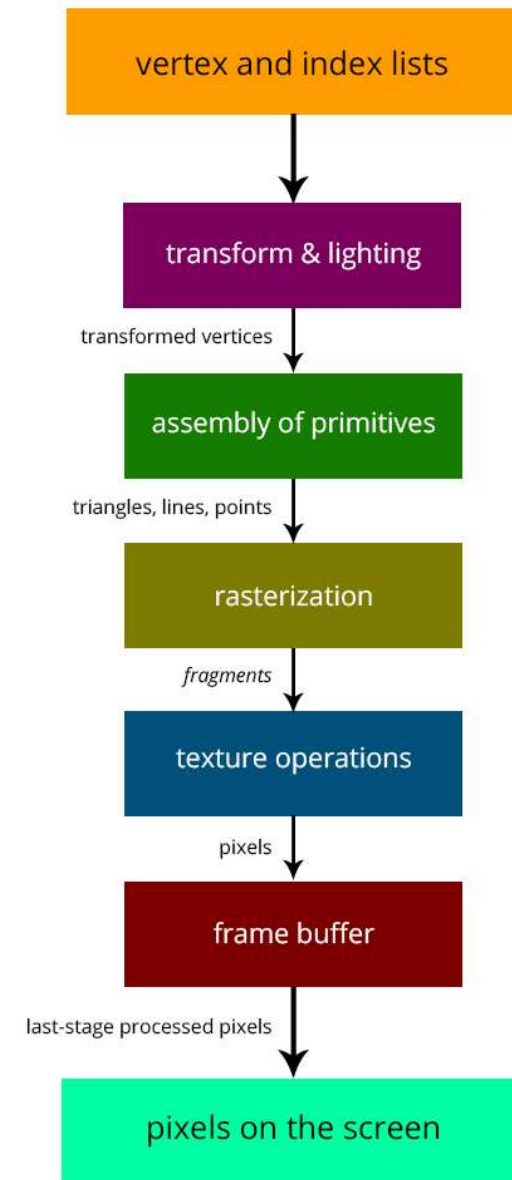 vertex and index lists
transform & lighting
transformed vertices
assembly of primitives
triangles, lines, points
rasterization
fragments
texture operations
pixels
frame buffer
last-stage processed pixels
pixels on the screen